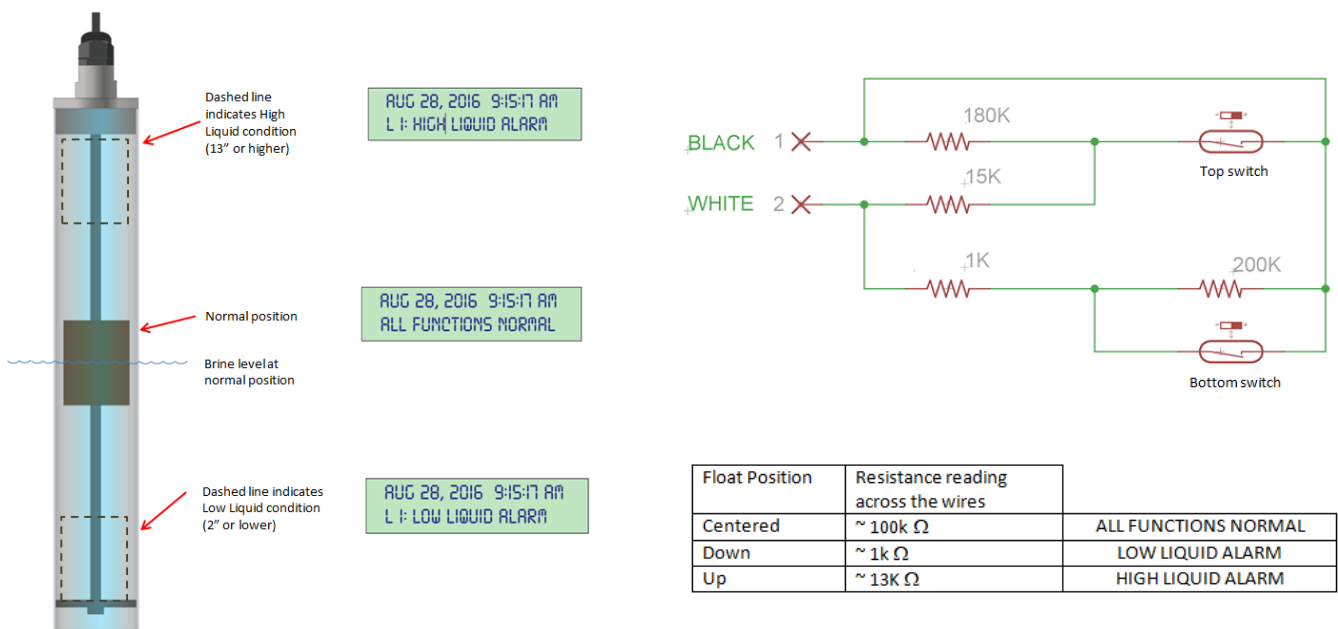 Dashed line
indicates High
Liquid condition
(13” or higher)
AUG 28, 2016 9:15:17 AM
L 1: HIGH LIQUID ALARM
Normal position
Brine level at
normal position
AUG 28, 2016 9:15:17 AM
ALL FUNCTIONS NORMAL
Dashed line indicates
Low Liquid condition
(2” or lower)
AUG 28, 2016 9:15:17 AM
L 1: LOW LIQUID ALARM
BLACK 1
180K
Top switch
WHITE 2
15K
1K
200K
Bottom switch
Float Position
Resistance reading
across the wires
Centered ~ 100k Ω ALL FUNCTIONS NORMAL
Down ~ 1k Ω LOW LIQUID ALARM
Up ~ 13K Ω HIGH LIQUID ALARM